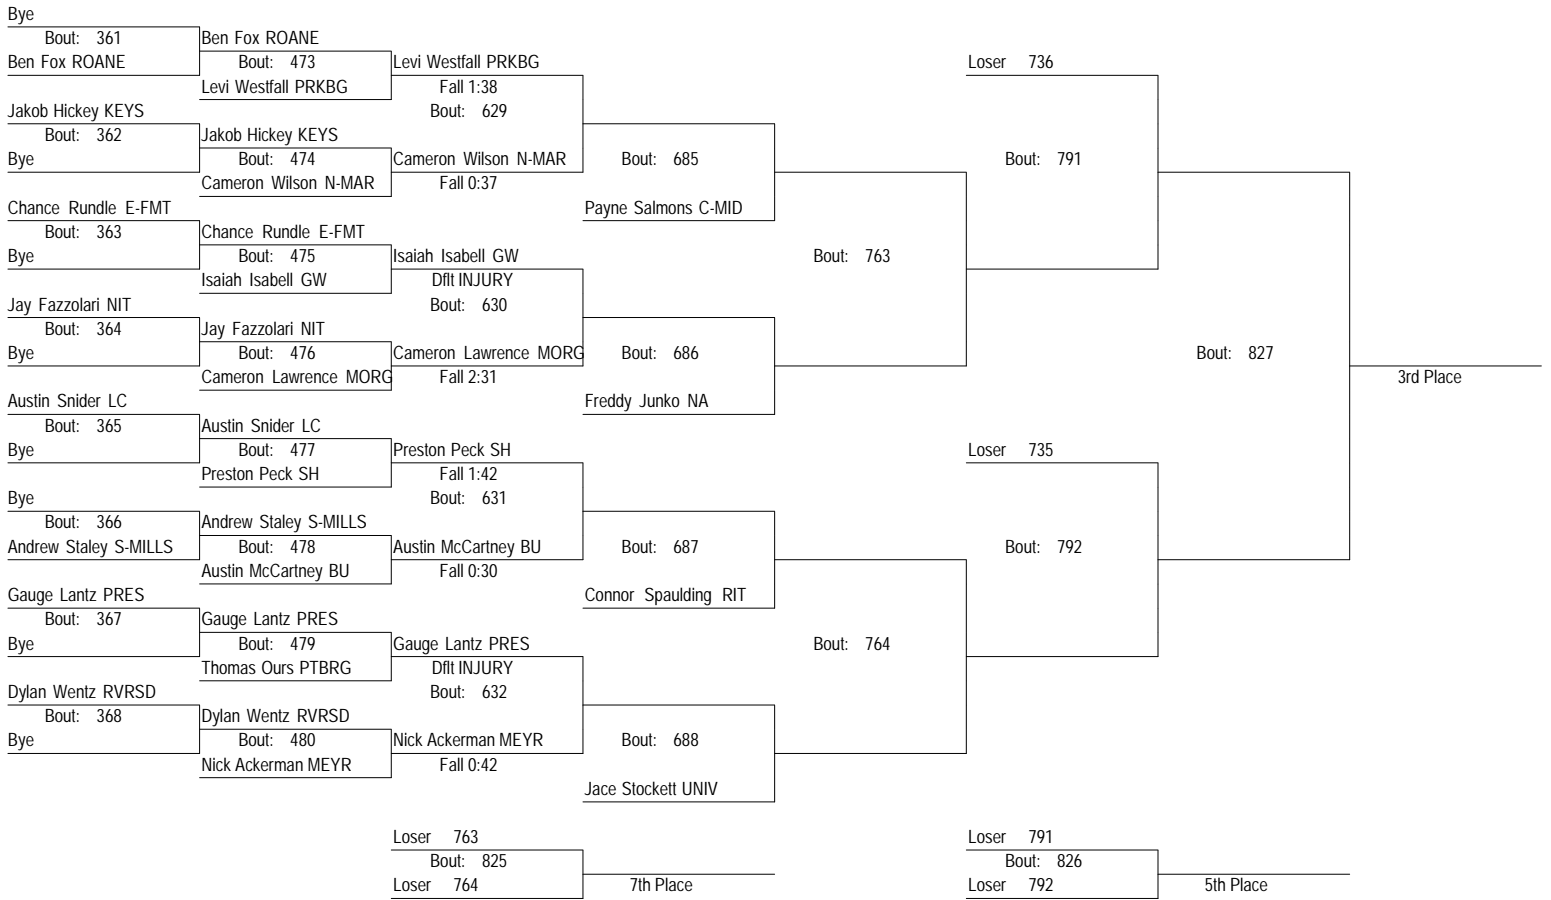 Bye
Bout: 361
Ben Fox ROANE
Ben Fox ROANE
Bout: 473
Levi Westfall PRKBG
Levi Westfall PRKBG
Fall 1:38
Bout: 629
Loser 736
Jakob Hickey KEYS
Bout: 362
Bye
Jakob Hickey KEYS
Bout: 474
Cameron Wilson N-MAR
Cameron Wilson N-MAR
Fall 0:37
Bout: 685
Payne Salmons C-MID
Bout: 791
Chance Rundle E-FMT
Bout: 363
Bye
Chance Rundle E-FMT
Bout: 475
Isaiah Isabell GW
Isaiah Isabell GW
Dflt INJURY
Bout: 630
Bout: 763
Jay Fazzolari NIT
Bout: 364
Bye
Jay Fazzolari NIT
Bout: 476
Cameron Lawrence MORG
Cameron Lawrence MORG
Fall 2:31
Bout: 686
Freddy Junko NA
Bout: 827
3rd Place
Austin Snider LC
Bout: 365
Bye
Austin Snider LC
Bout: 477
Preston Peck SH
Preston Peck SH
Fall 1:42
Bout: 631
Loser 735
Bye
Bout: 366
Andrew Staley S-MILLS
Andrew Staley S-MILLS
Bout: 478
Austin McCartney BU
Austin McCartney BU
Fall 0:30
Bout: 687
Connor Spaulding RIT
Bout: 792
Gauge Lantz PRES
Bout: 367
Bye
Gauge Lantz PRES
Bout: 479
Thomas Ours PTBRG
Gauge Lantz PRES
Dflt INJURY
Bout: 632
Bout: 764
Dylan Wentz RVRSD
Bout: 368
Bye
Dylan Wentz RVRSD
Bout: 480
Nick Ackerman MEYR
Nick Ackerman MEYR
Fall 0:42
Bout: 688
Jace Stockett UNIV
Loser 763
Bout: 825
Loser 764
7th Place
Loser 791
Bout: 826
Loser 792
5th Place